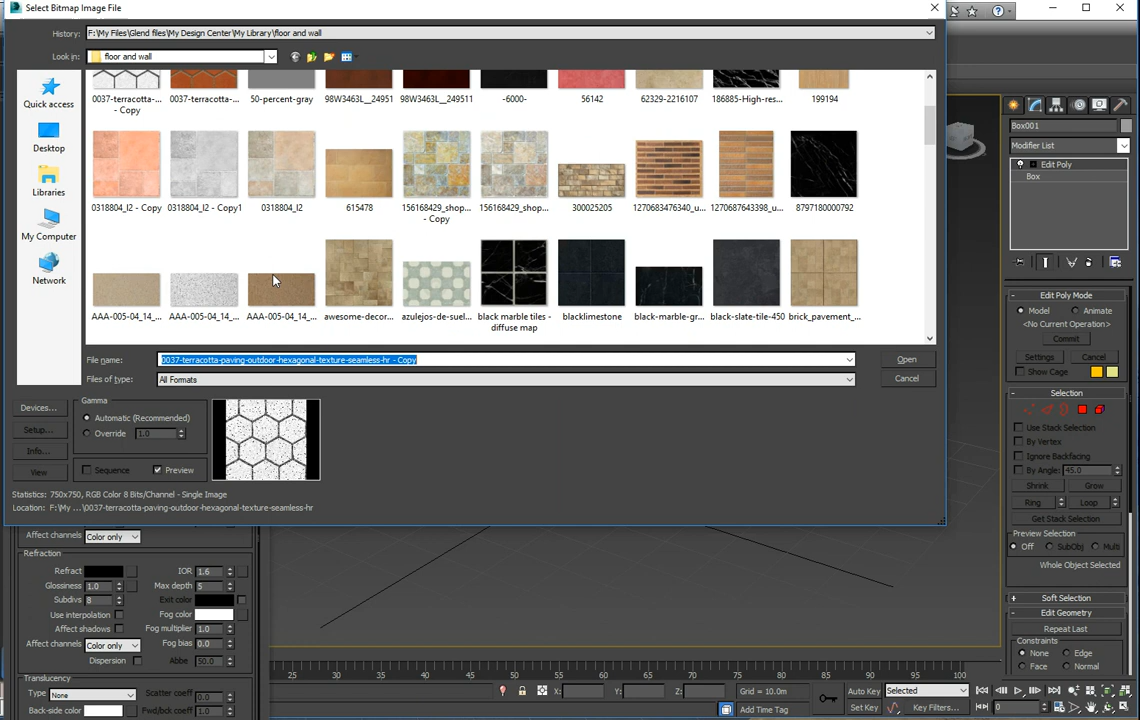 Select Bitmap Image File
History: F:\My Files\Glend files\My Design Center\My Library\floor and wall
Look in: floor and wall
Quick access
Desktop
Libraries
My Computer
Network
0037-terracotta-... - Copy
0037-terracotta-...
50-percent-gray
98W3463L__24951
98W3463L__249511
-6000-
56142
62329-2216107
186885-High-res...
199194
0318804_I2 - Copy
0318804_I2 - Copy1
0318804_I2
615478
156168429_shop... - Copy
156168429_shop...
300025205
1270683476340_u...
1270687643398_u...
8797180000792
AAA-005-04_14_...
AAA-005-04_14_...
AAA-005-04_14_...
awesome-decor...
azulejos-de-suel...
black marble tiles - diffuse map
blacklimestone
black-marble-gr...
black-slate-tile-450
brick_pavement_...
File name: 0037-terracotta-paving-outdoor-hexagonal-texture-seamless-hr - Copy
Open
Files of type: All Formats
Cancel
Devices...
Setup...
Info...
View
Gamma
Automatic (Recommended)
Override 1.0
Sequence
Preview
Statistics: 750x750, RGB Color 8 Bits/Channel - Single Image
Location: F:\My ...\0037-terracotta-paving-outdoor-hexagonal-texture-seamless-hr
Affect channels Color only
Refraction
Refract IOR 1.6
Glossiness 1.0 Max depth 5
Subdivs 8 Exit color
Use interpolation Fog color
Affect shadows Fog multiplier 1.0
Affect channels Color only Fog bias 0.0
Dispersion Abbe 50.0
Translucency
Type None Scatter coeff 0.0
Back-side color Fwd/bck coeff 1.0
Box001
Modifier List
Edit Poly
Box
Edit Poly Mode
Model Animate
<No Current Operation>
Commit
Settings Cancel
Show Cage
Selection
Use Stack Selection
By Vertex
Ignore Backfacing
By Angle: 45.0
Shrink Grow
Ring Loop
Get Stack Selection
Preview Selection
Off SubObj Multi
Whole Object Selected
Soft Selection
Edit Geometry
Repeat Last
Constraints
None Edge
Face Normal
25 30 35 40 45 50 55 60 65 70 75 80 85 90 95 100
X: Y: Z: Grid = 10.0m
Auto Key Selected
Add Time Tag
Set Key Key Filters... 0